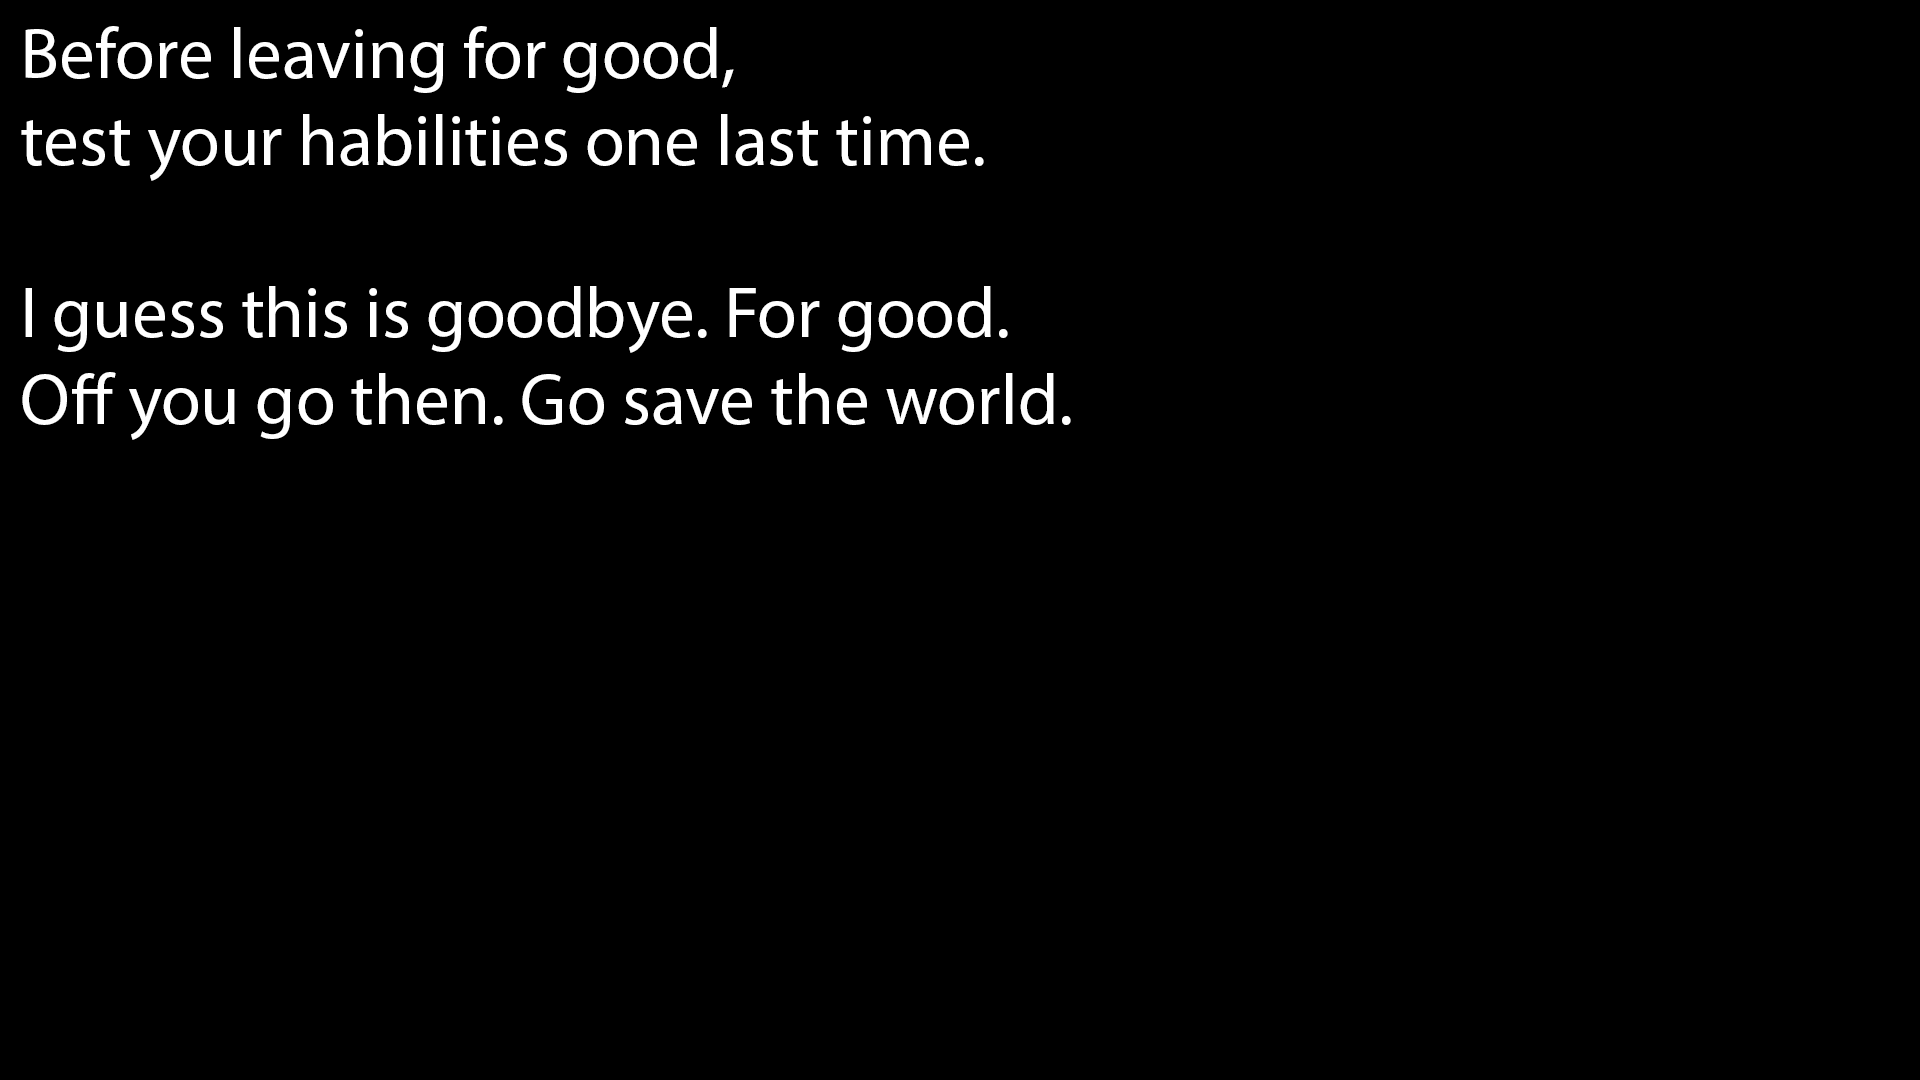 Before leaving for good,
test your habilities one last time.
I guess this is goodbye. For good.
Off you go then. Go save the world.